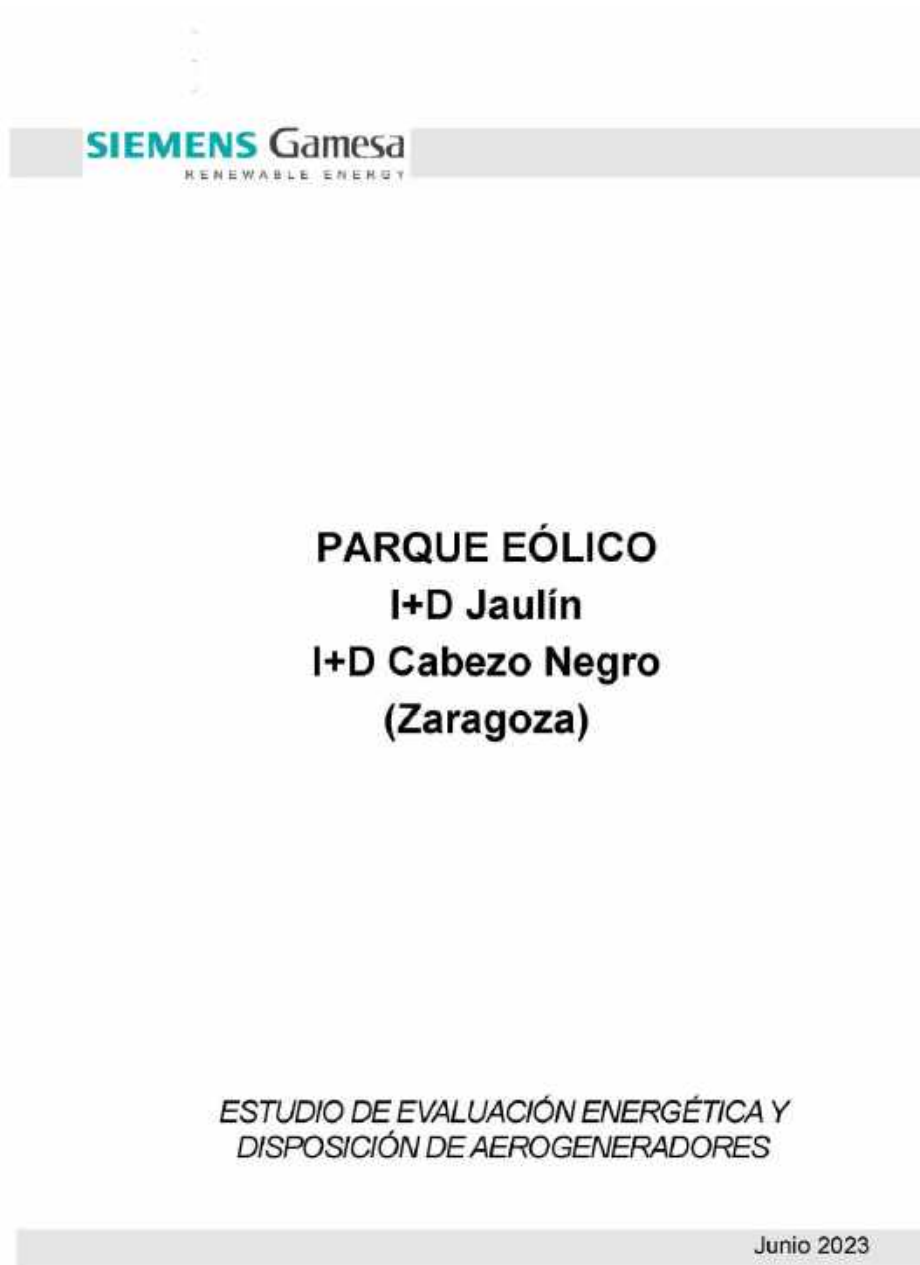 SIEMENS Gamesa
RENEWABLE ENERGY
PARQUE EÓLICO
I+D Jaulín
I+D Cabezo Negro
(Zaragoza)
ESTUDIO DE EVALUACIÓN ENERGÉTICA Y
DISPOSICIÓN DE AEROGENERADORES
Junio 2023